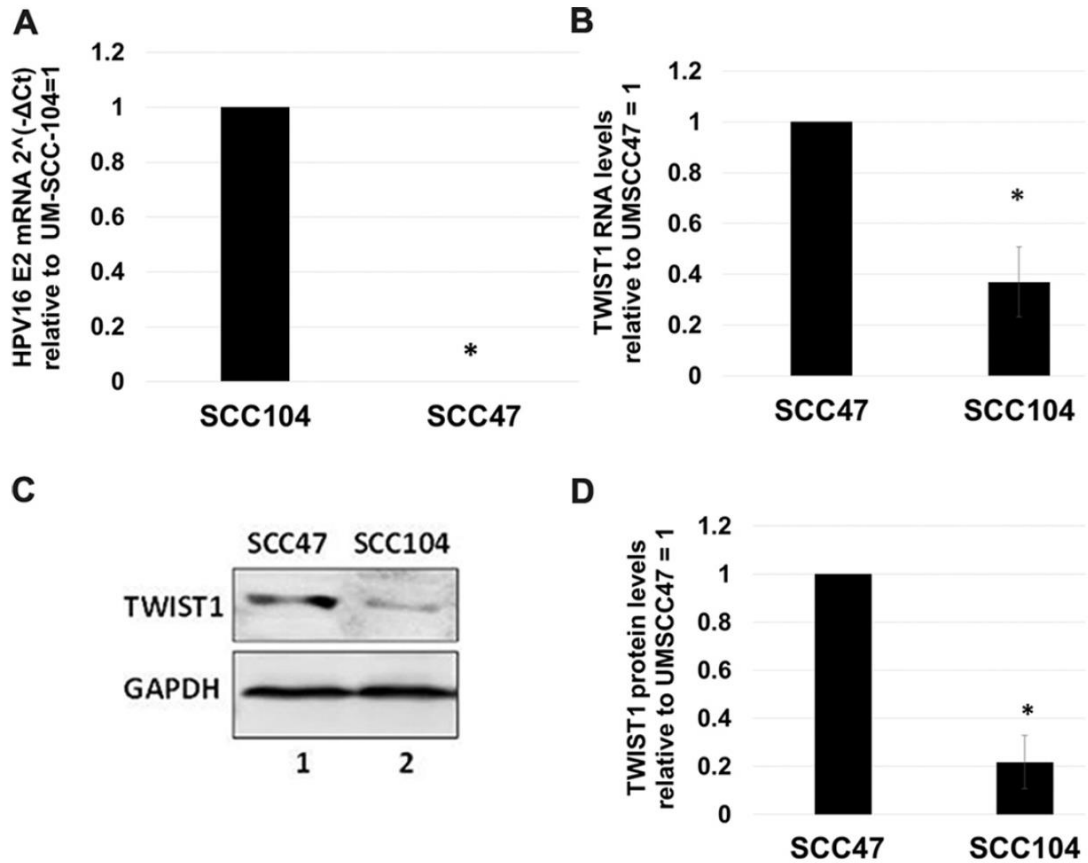 A
HPV16 E2 mRNA 2^(-ΔCt)
relative to UM-SCC-104=1
1.2
1
0.8
0.6
0.4
0.2
0
*
SCC104
SCC47
B
TWIST1 RNA levels
relative to UMSCC47 = 1
1.2
1
0.8
0.6
0.4
0.2
0
*
SCC47
SCC104
C
SCC47 SCC104
TWIST1
GAPDH
1 2
D
TWIST1 protein levels
relative to UMSCC47 = 1
1.2
1
0.8
0.6
0.4
0.2
0
*
SCC47
SCC104